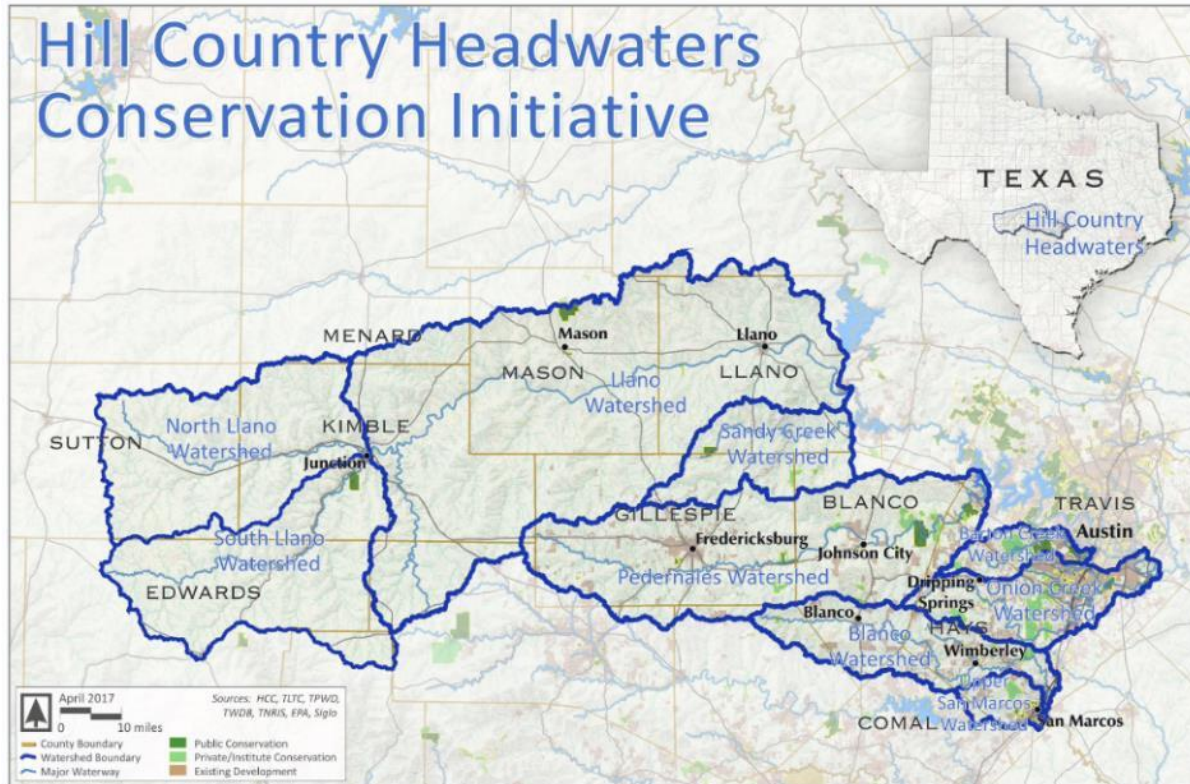 Hill Country Headwaters
Conservation Initiative
TEXAS
Hill Country
Headwaters
MENARD
Mason
Llano
MASON
LLANO
Llano
Watershed
North Llano
Watershed
KIMBLE
SUTTON
Junction
Sandy Creek
Watershed
BLANCO
TRAVIS
GILLESPIE
Austin
Fredericksburg
Johnson City
Barton Creek
Watershed
South Llano
Watershed
Pedernales Watershed
Dripping
Springs
Onion Creek
Watershed
EDWARDS
Blanco
HAYS
Blanco
Watershed
Wimberley
Upper
San Marcos
Watershed
COMAL
San Marcos
April 2017
0 10 miles
Sources: HCC, TLTC, TPWD,
TWDB, TNRIS, EPA, Siglo
County Boundary
Watershed Boundary
Major Waterway
Public Conservation
Private/Institute Conservation
Existing Development